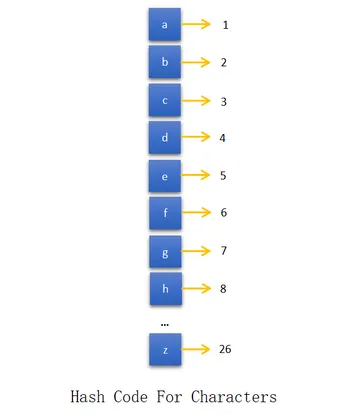 a 1
b 2
c 3
d 4
e 5
f 6
g 7
h 8
...
z 26
Hash Code For Characters